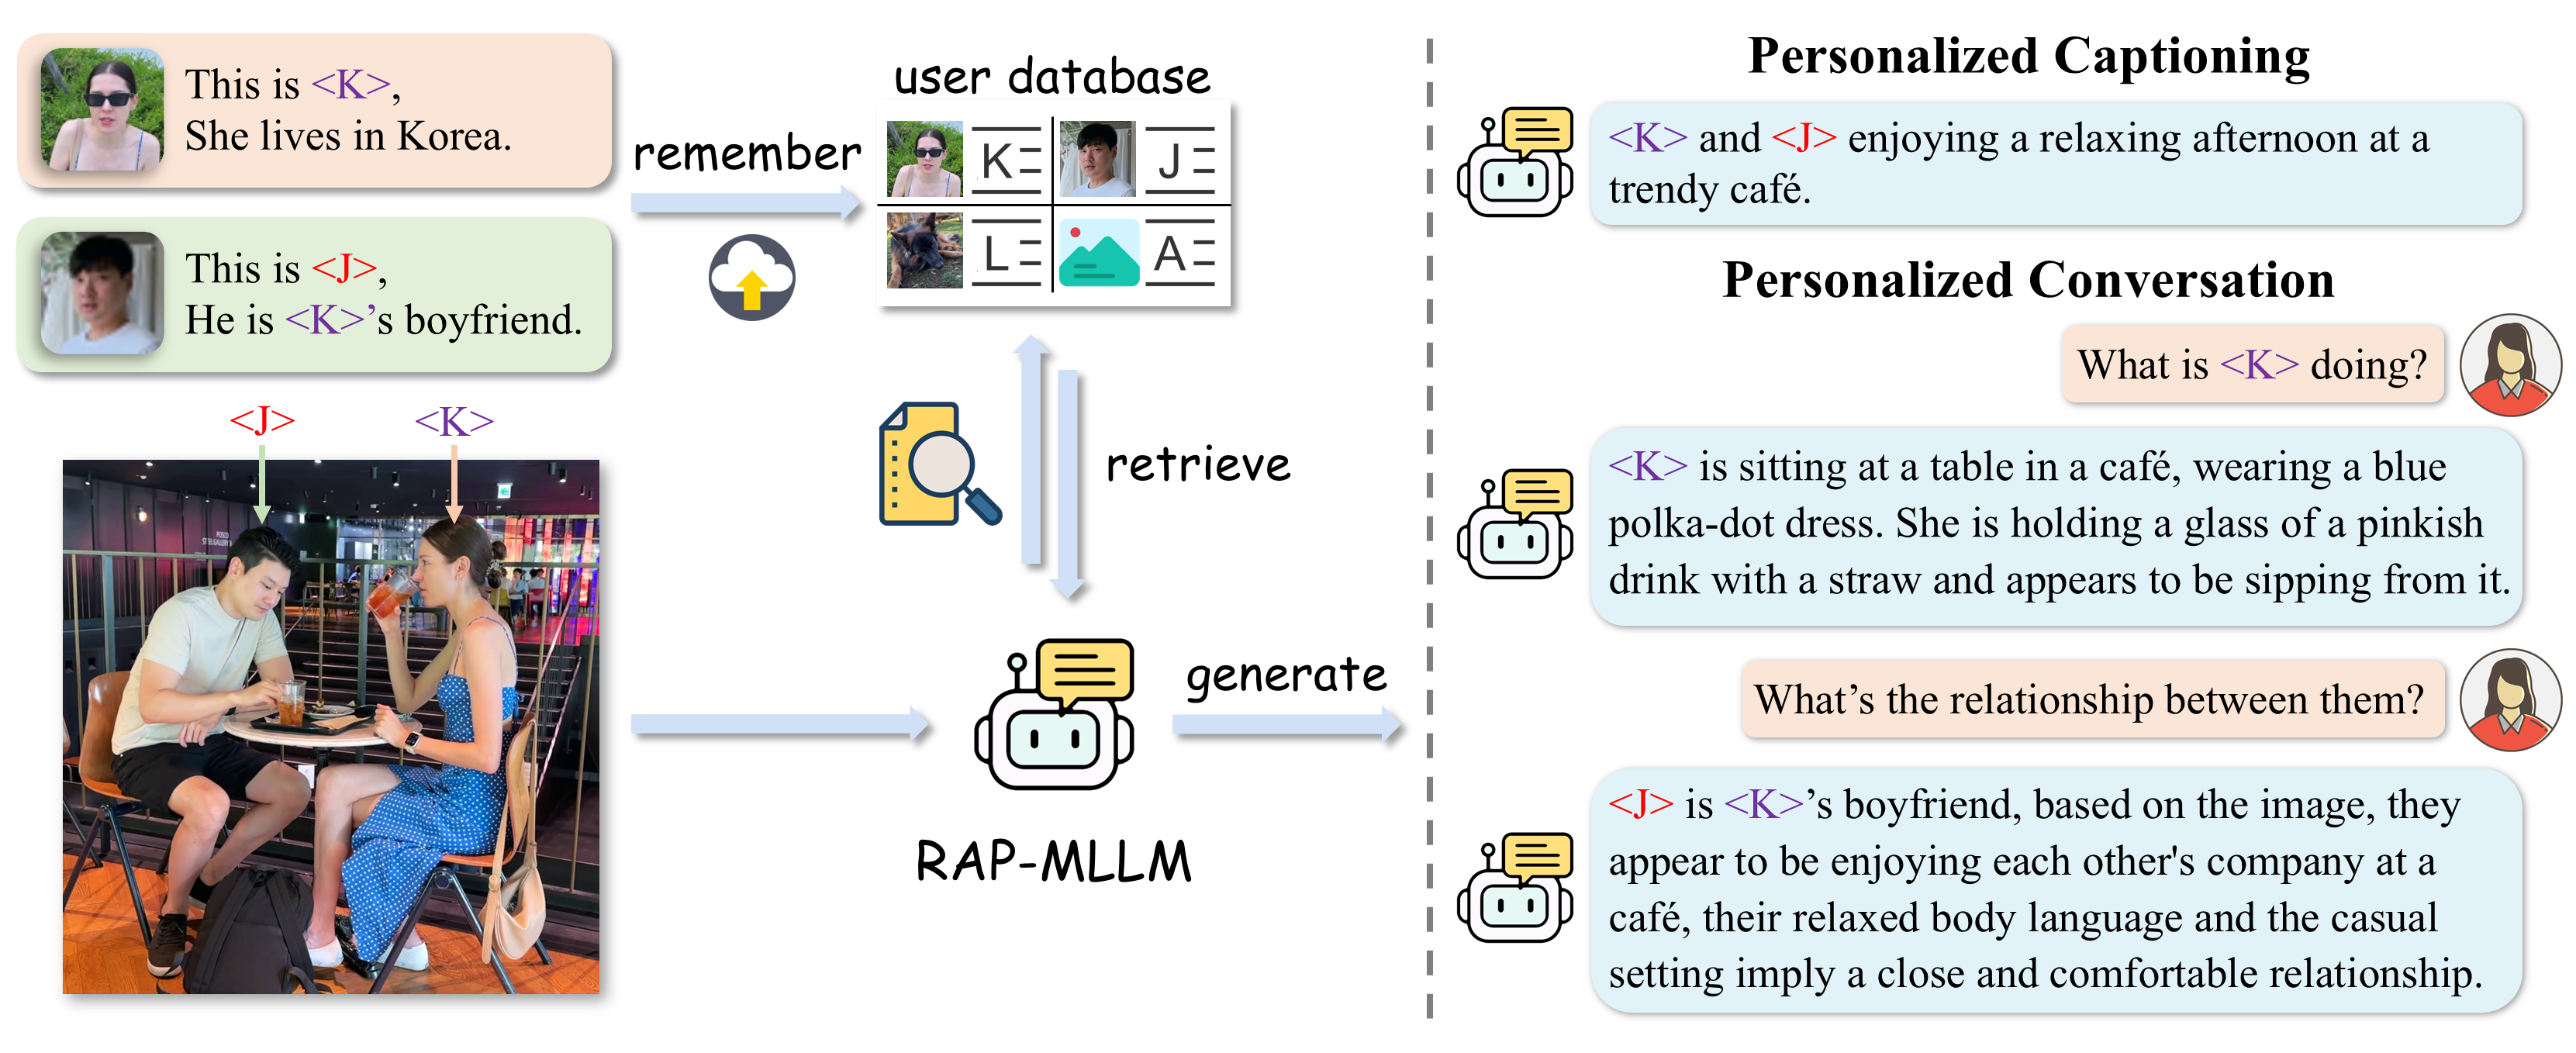 This is <K>,
She lives in Korea.
This is <J>,
He is <K>’s boyfriend.
<J>
<K>
remember
user database
K
J
L
A
retrieve
generate
RAP-MLLM
Personalized Captioning
<K> and <J> enjoying a relaxing afternoon at a
trendy café.
Personalized Conversation
What is <K> doing?
<K> is sitting at a table in a café, wearing a blue
polka-dot dress. She is holding a glass of a pinkish
drink with a straw and appears to be sipping from it.
What’s the relationship between them?
<J> is <K>’s boyfriend, based on the image, they
appear to be enjoying each other's company at a
café, their relaxed body language and the casual
setting imply a close and comfortable relationship.